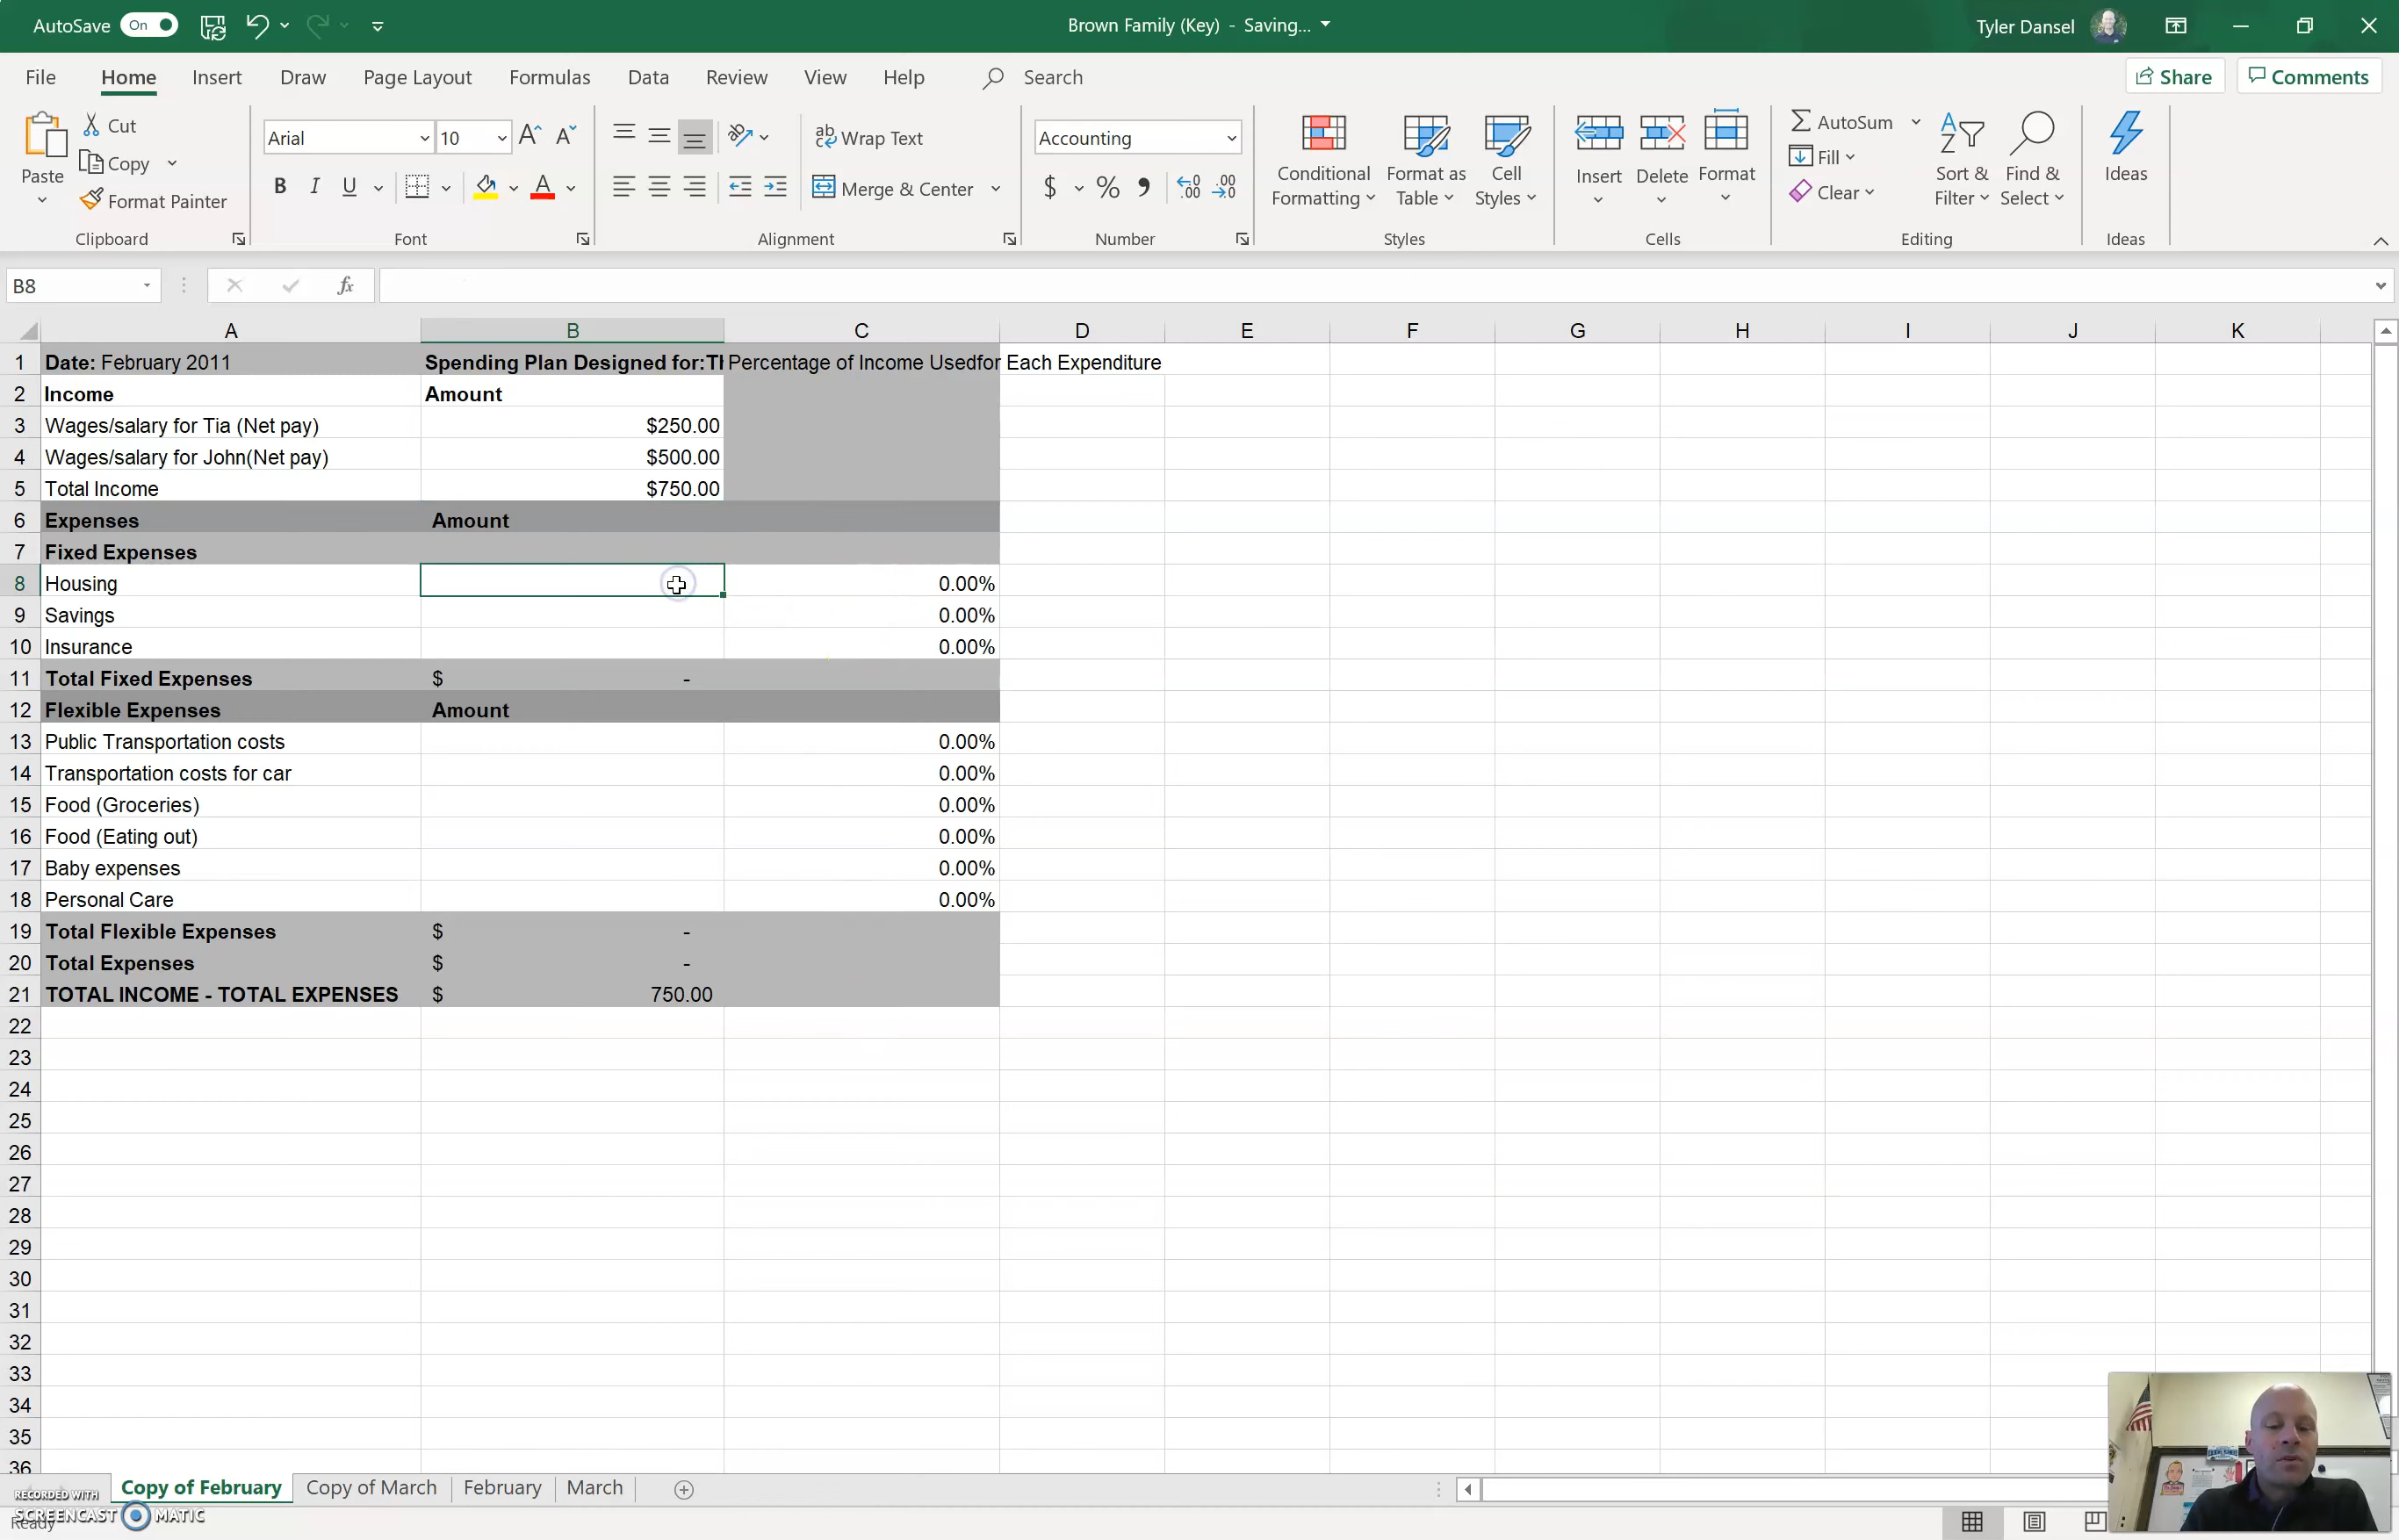 AutoSave On Brown Family (Key) - Saving... Tyler Dansel
File Home Insert Draw Page Layout Formulas Data Review View Help Search Share Comments
Paste Cut Copy Format Painter
Arial 10 B I U A
ab Wrap Text
Merge & Center
Accounting
$ % ,
Conditional Formatting Format as Table Cell Styles
Insert Delete Format
AutoSum Fill Clear
Sort & Filter Find & Select
Ideas
Clipboard Font Alignment Number Styles Cells Editing Ideas
B8 fx
A B C D E F G H I J K
1 Date: February 2011 Spending Plan Designed for: Percentage of Income Usedfor Each Expenditure
2 Income Amount
3 Wages/salary for Tia (Net pay) $250.00
4 Wages/salary for John(Net pay) $500.00
5 Total Income $750.00
6 Expenses Amount
7 Fixed Expenses
8 Housing 0.00%
9 Savings 0.00%
10 Insurance 0.00%
11 Total Fixed Expenses $ -
12 Flexible Expenses Amount
13 Public Transportation costs 0.00%
14 Transportation costs for car 0.00%
15 Food (Groceries) 0.00%
16 Food (Eating out) 0.00%
17 Baby expenses 0.00%
18 Personal Care 0.00%
19 Total Flexible Expenses $ -
20 Total Expenses $ -
21 TOTAL INCOME - TOTAL EXPENSES $ 750.00
22
23
24
25
26
27
28
29
30
31
32
33
34
35
36
Copy of February Copy of March February March
RECORDED WITH
SCREENCAST MATIC
Ready